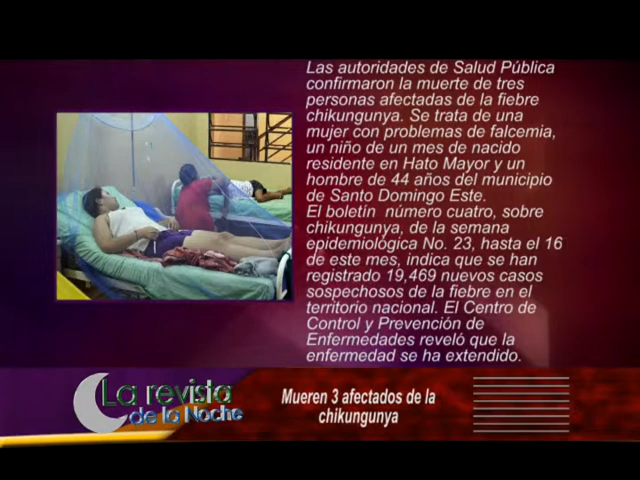 Las autoridades de Salud Pública
confirmaron la muerte de tres
personas afectadas de la fiebre
chikungunya. Se trata de una
mujer con problemas de falcemia,
un niño de un mes de nacido
residente en Hato Mayor y un
hombre de 44 años del municipio
de Santo Domingo Este.
El boletín número cuatro, sobre
chikungunya, de la semana
epidemiológica No. 23, hasta el 16
de este mes, indica que se han
registrado 19,469 nuevos casos
sospechosos de la fiebre en el
territorio nacional. El Centro de
Control y Prevención de
Enfermedades reveló que la
enfermedad se ha extendido.
La revista
de la Noche
Mueren 3 afectados de la
chikungunya